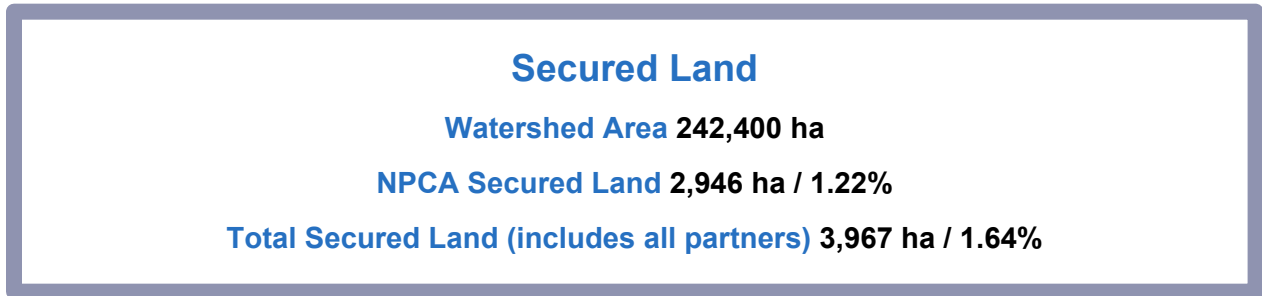 Secured Land
Watershed Area 242,400 ha
NPCA Secured Land 2,946 ha / 1.22%
Total Secured Land (includes all partners) 3,967 ha / 1.64%